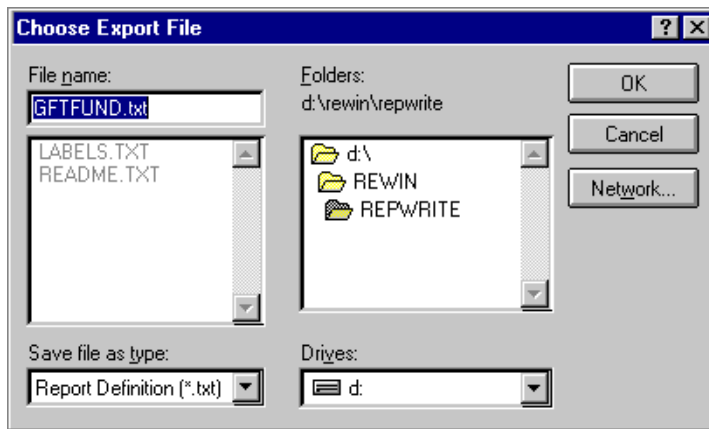 Choose Export File
File name:
GFTFUND.txt
LABELS.TXT
README.TXT
Save file as type:
Report Definition (*.txt)
Folders:
d:\rewin\repwrite
d:\
REWIN
REPWRITE
Drives:
d:
OK
Cancel
Network...